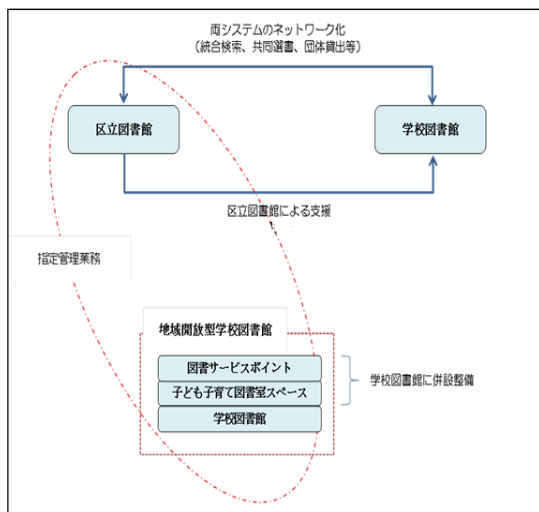 両システムのネットワーク化
（統合検索、共同選書、団体貸出等）
区立図書館
学校図書館
区立図書館による支援
指定管理業務
地域開放型学校図書館
図書サービスポイント
子ども子育て図書室スペース
学校図書館に併設整備
学校図書館